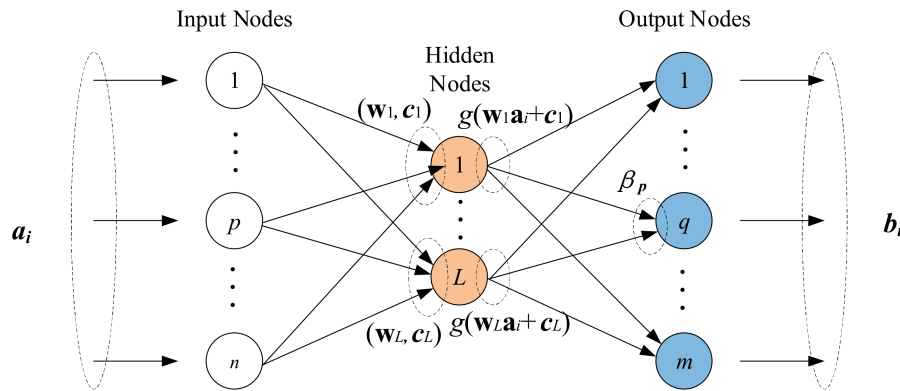 Input Nodes
Output Nodes
Hidden
Nodes
1
1
(w1, c1)
g(w1ai+c1)
1
βp
ai
p
q
bi
L
(wL, cL)
g(wLai+ cL)
n
m